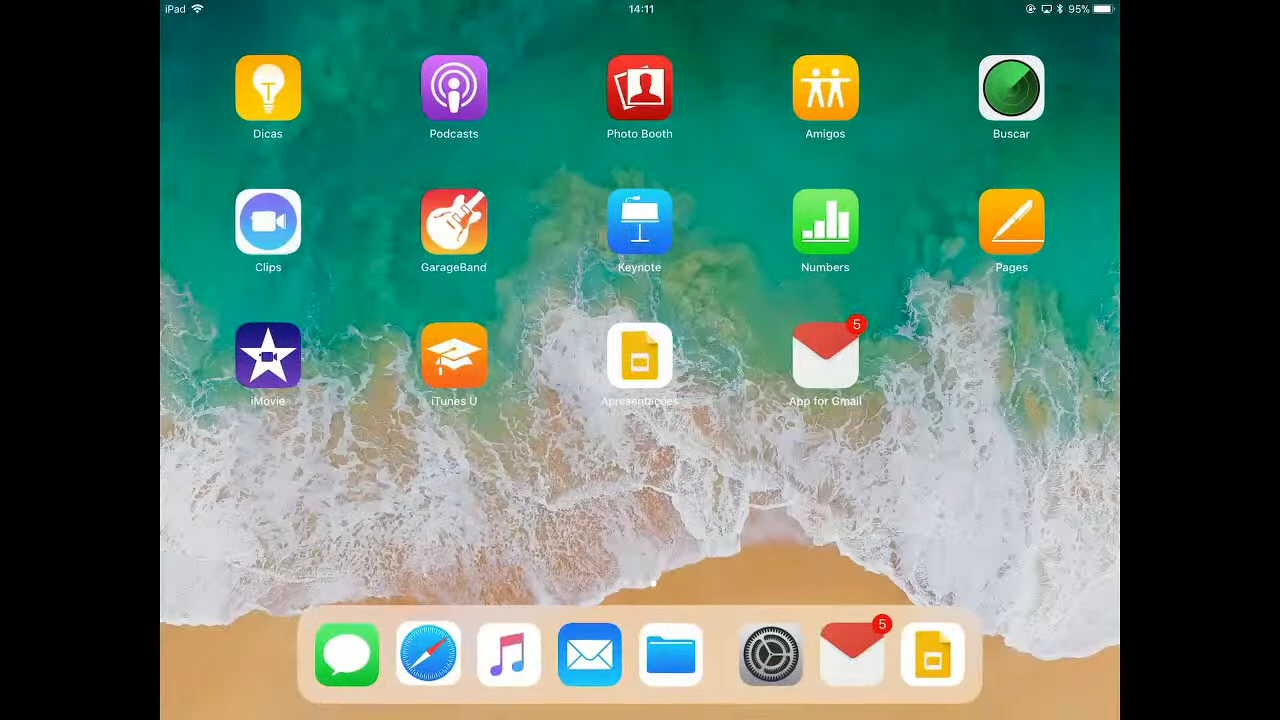 iPad
14:11
95%
Dicas
Podcasts
Photo Booth
Amigos
Buscar
Clips
GarageBand
Keynote
Numbers
Pages
5
iMovie
iTunes U
Apresentações
App for Gmail
5